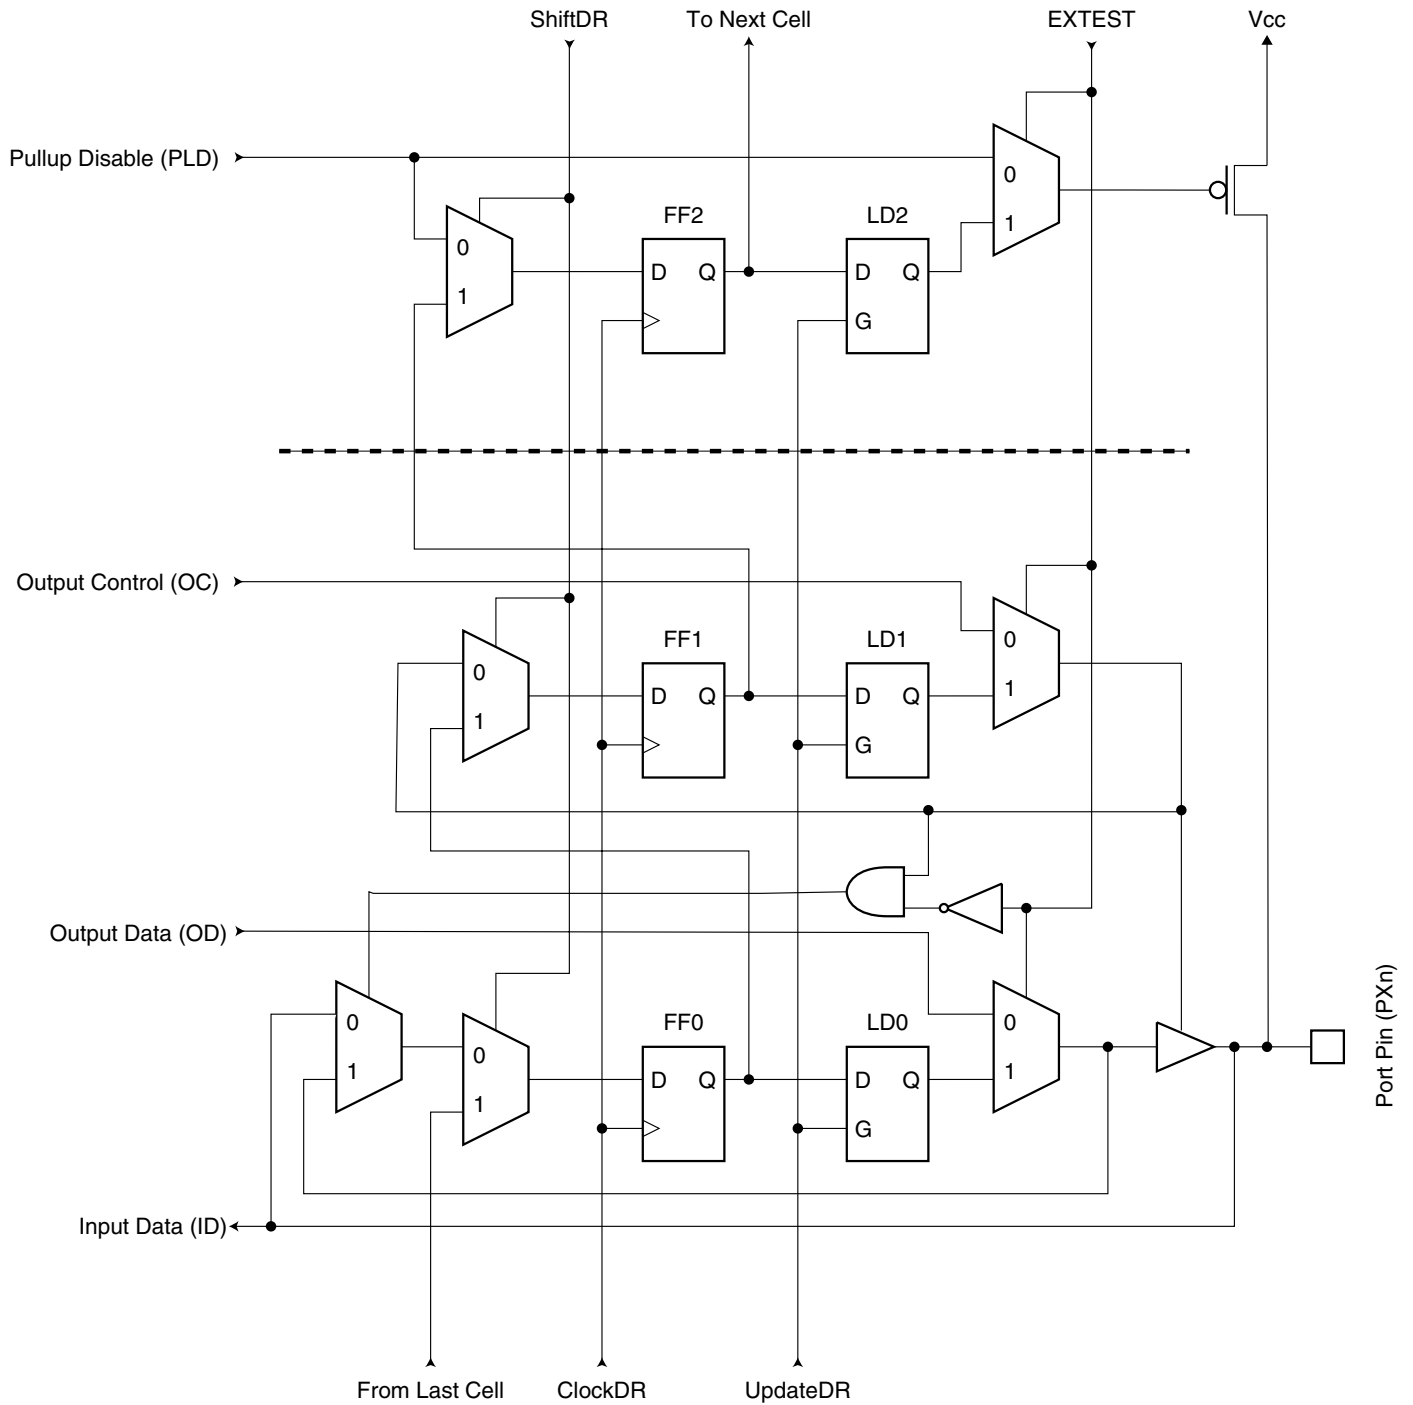 ShiftDR To Next Cell EXTEST Vcc
Pullup Disable (PLD)
0
1
FF2
D Q
LD2
D Q
G
0
1
Output Control (OC)
0
1
FF1
D Q
LD1
D Q
G
0
1
Output Data (OD)
0
1
0
1
FF0
D Q
LD0
D Q
G
0
1
Port Pin (PXn)
Input Data (ID)
From Last Cell ClockDR UpdateDR